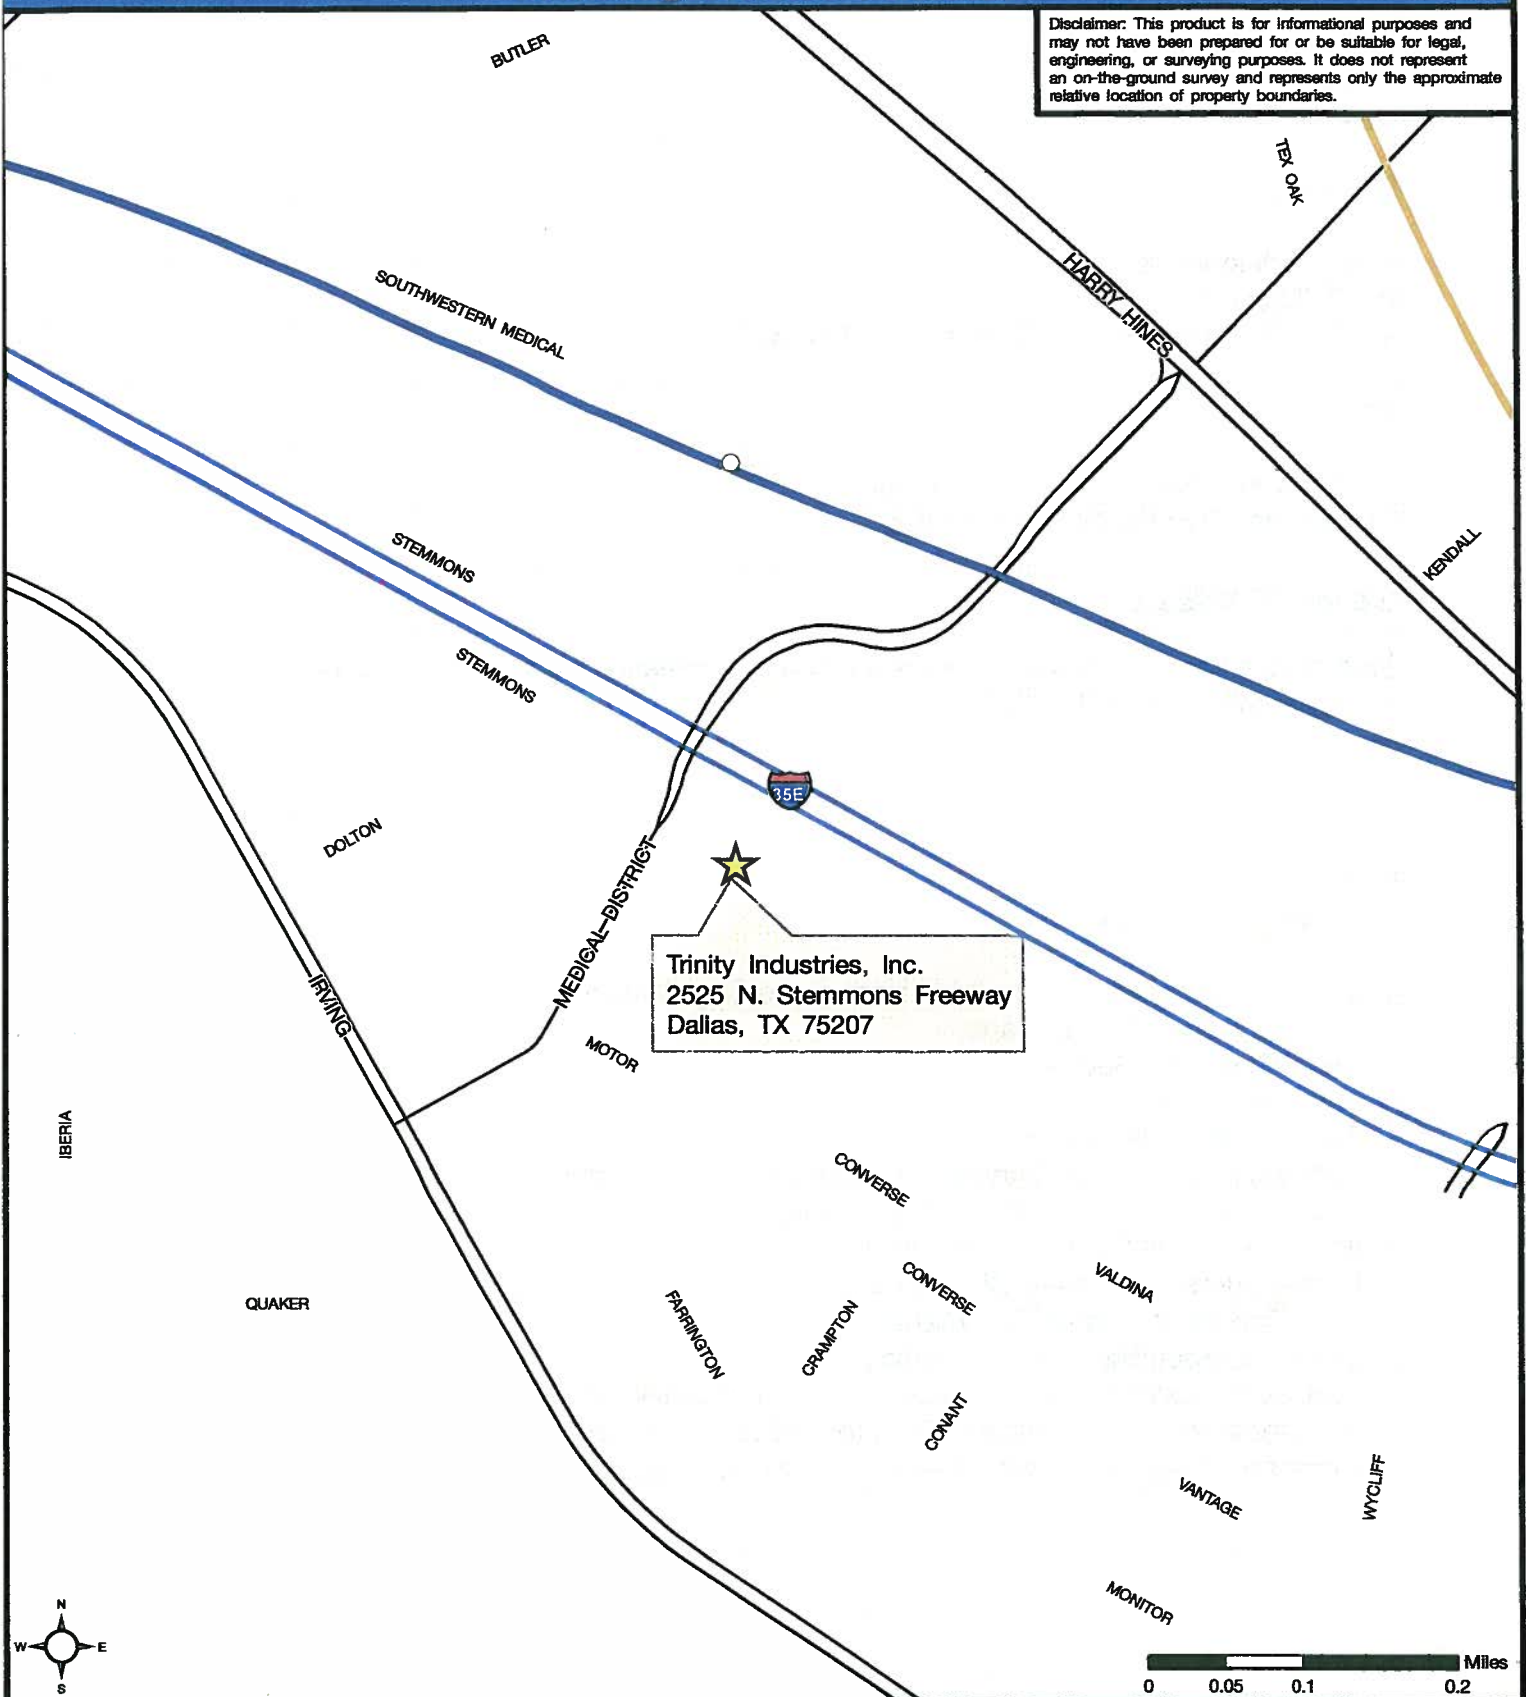 Disclaimer: This product is for informational purposes and
may not have been prepared for or be suitable for legal,
engineering, or surveying purposes. It does not represent
an on-the-ground survey and represents only the approximate
relative location of property boundaries.
BUTLER
TEX OAK
HARRY HINES
SOUTHWESTERN MEDICAL
STEMMONS
KENDALL
STEMMONS
35E
DOLTON
MEDICAL DISTRICT
Trinity Industries, Inc.
2525 N. Stemmons Freeway
Dallas, TX 75207
IRVING
MOTOR
IBERIA
CONVERSE
CONVERSE
VALDINA
QUAKER
FARRINGTON
CRAMPTON
CONANT
WYCLIFF
VANTAGE
MONITOR
N
W E
S
Miles
0 0.05 0.1 0.2